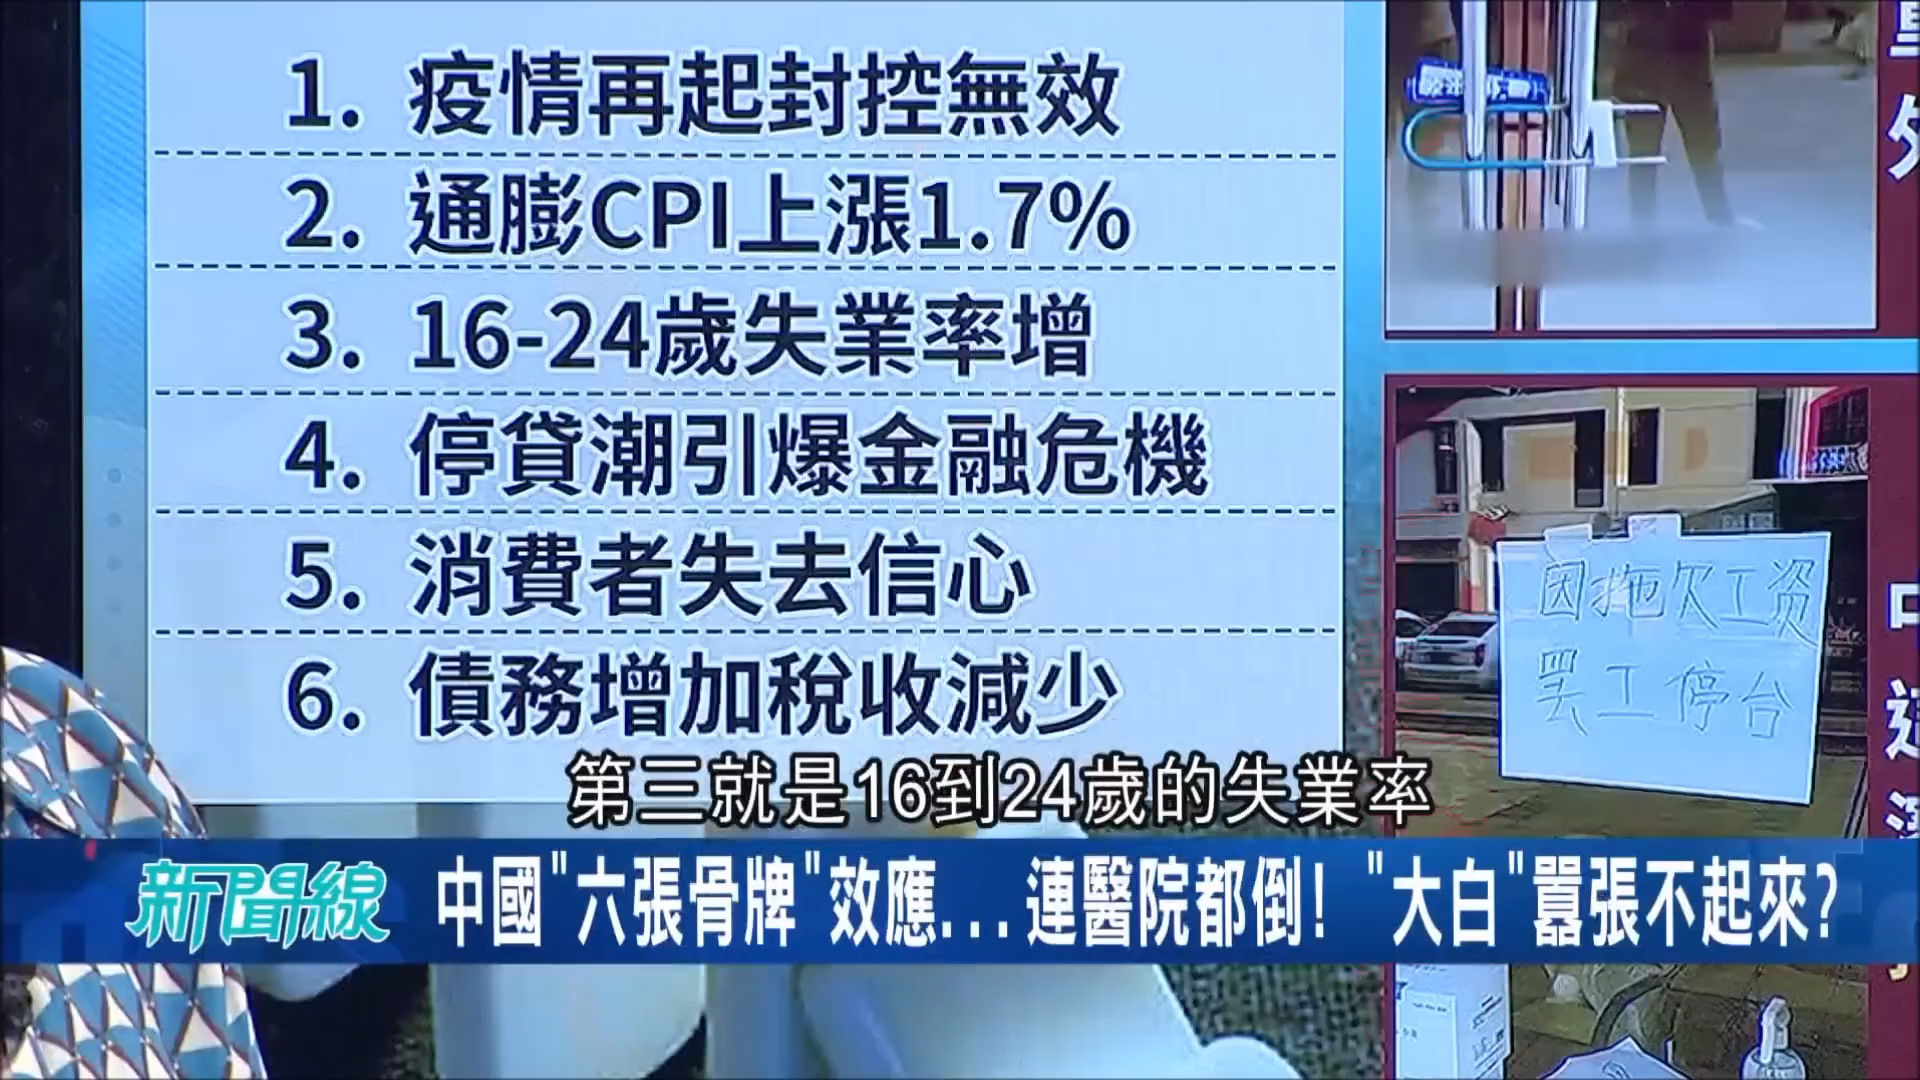 1. 疫情再起封控無效
2. 通膨CPI上漲1.7%
3. 16-24歲失業率增
4. 停貸潮引爆金融危機
5. 消費者失去信心
6. 債務增加稅收減少
因拖欠工资
罢工停台
第三就是16到24歲的失業率
新聞線
中國"六張骨牌"效應...連醫院都倒! "大白"囂張不起來?